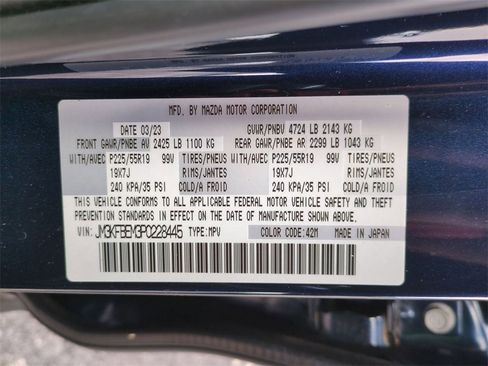 MFD. BY MAZDA MOTOR CORPORATION
DATE 03/23 GVWR/PNBV 4724 LB 2143 KG
FRONT GAWR/PNBE AV 2425 LB 1100 KG REAR GAWR/PNBE AR 2299 LB 1043 KG
WITH/AVEC P225/55R19 99V TIRES/PNEUS WITH/AVEC P225/55R19 99V TIRES/PNEUS
19X7J RIMS/JANTES 19X7J RIMS/JANTES
240 KPA/35 PSI COLD/A FROID 240 KPA/35 PSI COLD/A FROID
THIS VEHICLE CONFORMS TO ALL APPLICABLE FEDERAL MOTOR VEHICLE SAFETY AND THEFT
PREVENTION STANDARDS IN EFFECT ON THE DATE OF MANUFACTURE SHOWN ABOVE.
VIN: JM3KFBEM3P0228445 TYPE: MPV COLOR CODE: 42M MADE IN JAPAN